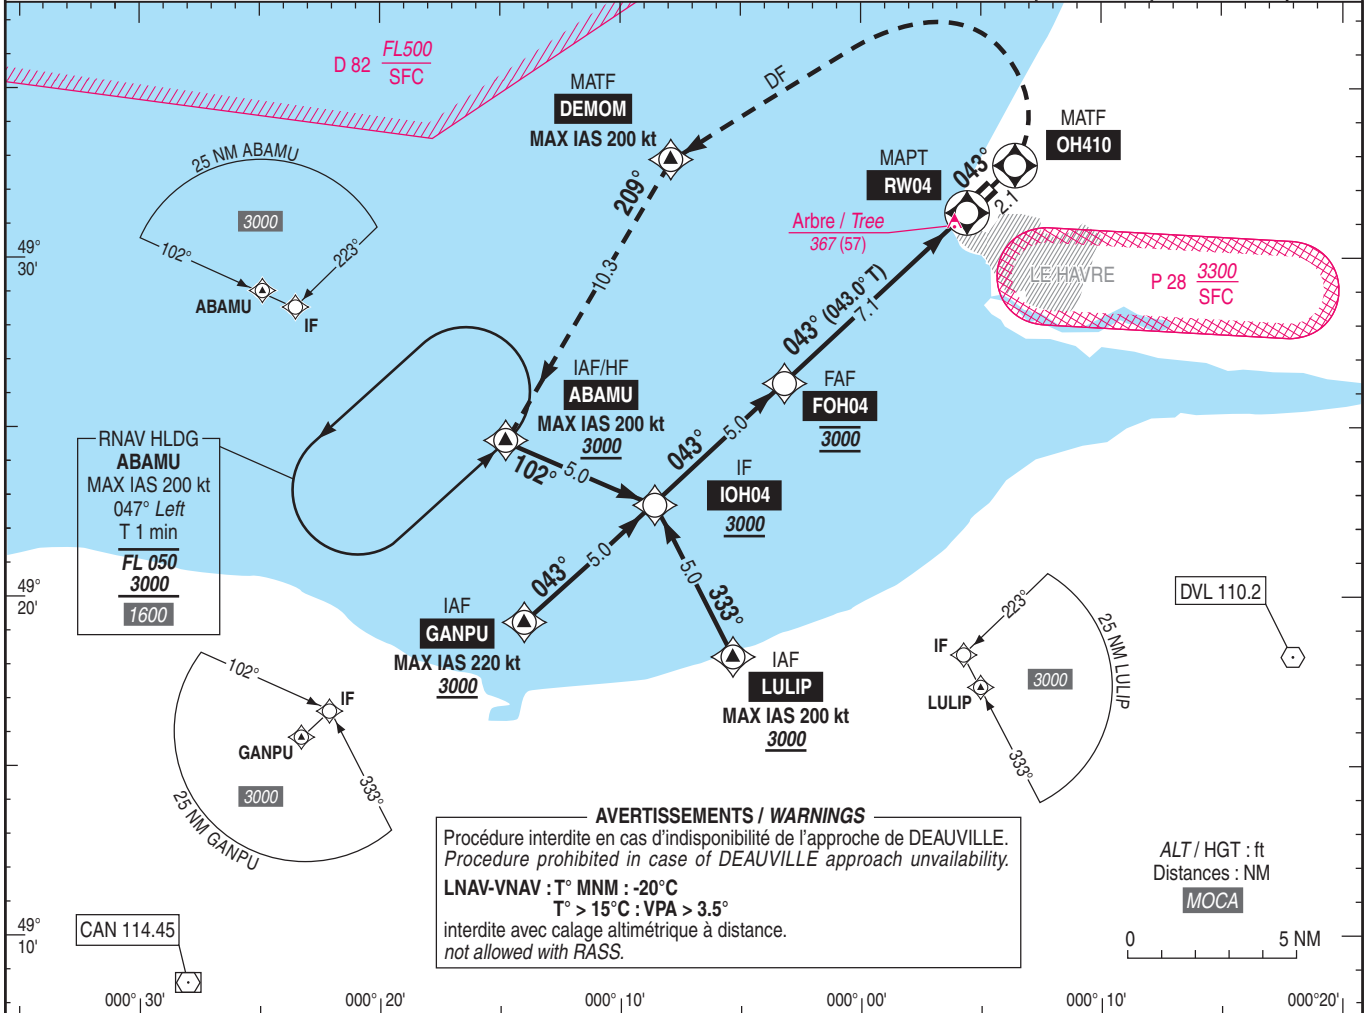 D 82 FL500
SFC
MATF
DEMOM
MAX IAS 200 kt
DF
MATF
OH410
MAPT
RW04
043°
2.1
Arbre / Tree
367 (57)
25 NM ABAMU
3000
102°
223°
ABAMU
IF
209°
10.3
LE HAVRE
P 28 3300
SFC
49°
30'
043° (043.0° T)
7.1
IAF/HF
ABAMU
MAX IAS 200 kt
3000
FAF
FOH04
3000
102°
5.0
043°
5.0
IF
IOH04
3000
RNAV HLDG
ABAMU
MAX IAS 200 kt
047° Left
T 1 min
FL 050
3000
1600
49°
20'
043°
5.0
5.0
333°
IAF
GANPU
MAX IAS 220 kt
3000
IAF
LULIP
MAX IAS 200 kt
3000
DVL 110.2
223°
IF
LULIP
3000
25 NM LULIP
333°
102°
IF
GANPU
3000
333°
25 NM GANPU
AVERTISSEMENTS / WARNINGS
Procédure interdite en cas d'indisponibilité de l'approche de DEAUVILLE.
Procedure prohibited in case of DEAUVILLE approach unvailability.
LNAV-VNAV : T° MNM : -20°C
T° > 15°C : VPA > 3.5°
interdite avec calage altimétrique à distance.
not allowed with RASS.
ALT / HGT : ft
Distances : NM
MOCA
0 5 NM
CAN 114.45
49°
10'
000° 30' 000° 20' 000° 10' 000° 00' 000° 10' 000°20'